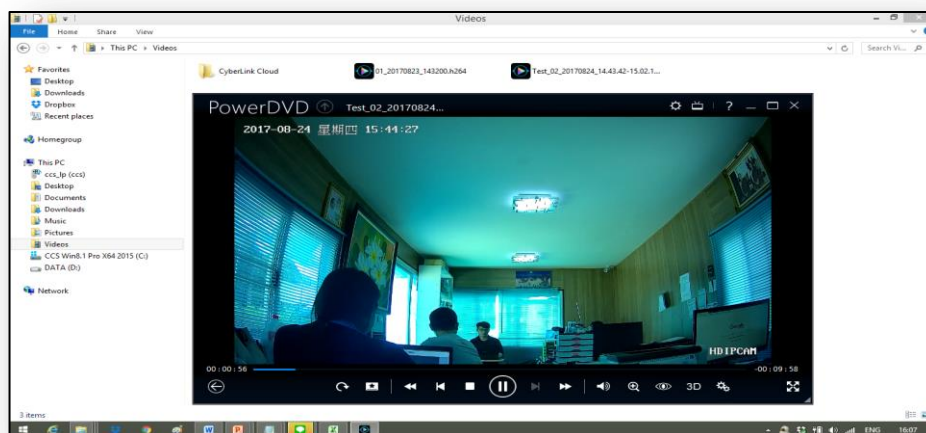 Videos
File Home Share View
This PC ▸ Videos
Search Vi...
Favorites
Desktop
Downloads
Dropbox
Recent places
Homegroup
This PC
ccs_lp (ccs)
Desktop
Documents
Downloads
Music
Pictures
Videos
CCS Win8.1 Pro X64 2015 (C:)
DATA (D:)
Network
CyberLink Cloud
01_20170823_143200.h264
Test_02_20170824_14.43.42-15.02.1...
PowerDVD Test_02_20170824...
2017-08-24 星期四 15:44:27
HDIPCAM
00:00:56
-00:09:58
3D
3 items
ENG 16:07